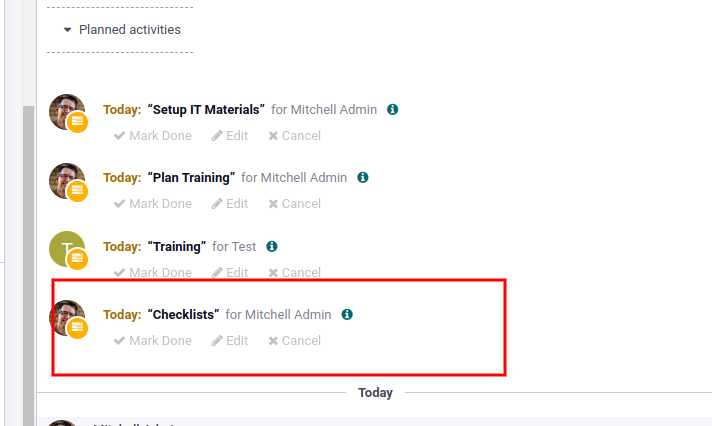 Planned activities
Today: “Setup IT Materials” for Mitchell Admin
Mark Done Edit Cancel
Today: “Plan Training” for Mitchell Admin
Mark Done Edit Cancel
T
Today: “Training” for Test
Mark Done Edit Cancel
Today: “Checklists” for Mitchell Admin
Mark Done Edit Cancel
Today